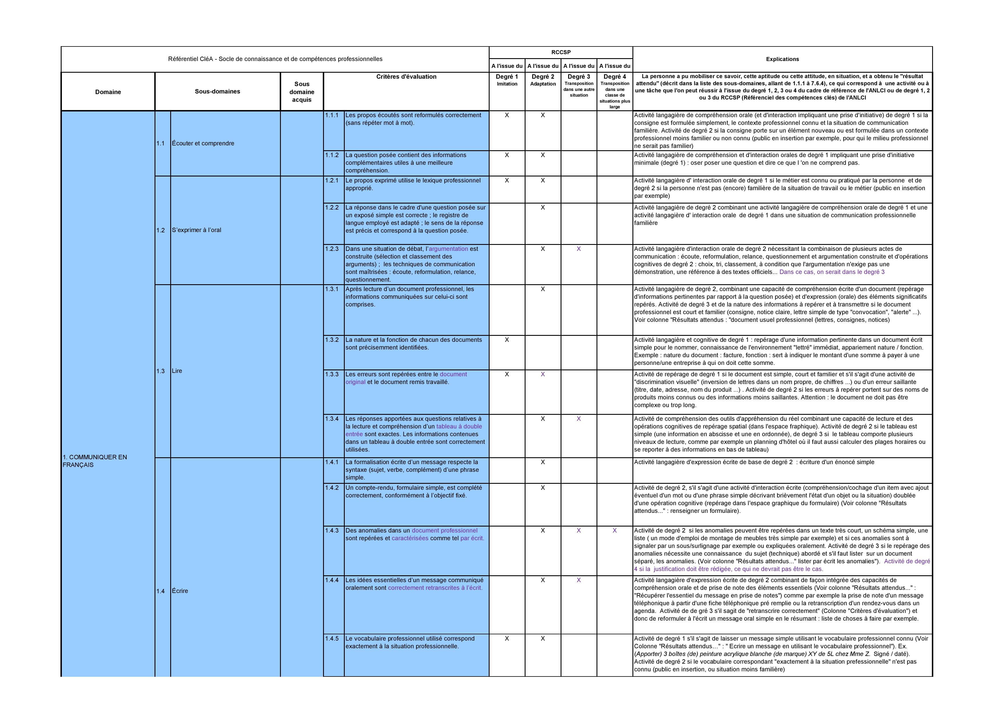 Référentiel CléA - Socle de connaissance et de compétences professionnelles
RCCSP
Explications
A l'issue du
A l'issue du
A l'issue du
A l'issue du
Domaine
Sous-domaines
Sous
domaine
acquis
Critères d'évaluation
Degré 1
Imitation
Degré 2
Adaptation
Degré 3
Transposition
dans une autre
situation
Degré 4
Transposition
dans une
classe de
situations plus
large
La personne a pu mobiliser ce savoir, cette aptitude ou cette attitude, en situation, et a obtenu le "résultat
attendu" (décrit dans la liste des sous-domaines, allant de 1.1.1 à 7.6.4), ce qui correspond à une activité ou à
une tâche que l'on peut réussir à l'issue du degré 1, 2, 3 ou 4 du cadre de référence de l'ANLCI ou de degré 1, 2
ou 3 du RCCSP (Référenciel des compétences clés) de l'ANLCI
1. COMMUNIQUER EN
FRANÇAIS
1.1 Écouter et comprendre
1.1.1 Les propos écoutés sont reformulés correctement
(sans répéter mot à mot).
X X
Activité langagière de compréhension orale (et d'interaction impliquant une prise d'initiative) de degré 1 si la
consigne est formulée simplement, le contexte professionnel connu et la situation de communication
familière. Activité de degré 2 si la consigne porte sur un élément nouveau ou est formulée dans un contexte
professionnel moins familier ou non connu (public en insertion par exemple, pour qui le milieu professionnel
ne serait pas familier)
1.1.2 La question posée contient des informations
complémentaires utiles à une meilleure
compréhension.
X X
Activité langagière de compréhension et d'interaction orales de degré 1 impliquant une prise d'initiative
minimale (degré 1) : oser poser une question et dire ce que l 'on ne comprend pas.
1.2 S'exprimer à l'oral
1.2.1 Le propos exprimé utilise le lexique professionnel
approprié.
X X
Activité langagière d' interaction orale de degré 1 si le métier est connu ou pratiqué par la personne et de
degré 2 si la personne n'est pas (encore) familière de la situation de travail ou le métier (public en insertion
par exemple)
1.2.2 La réponse dans le cadre d'une question posée sur
un exposé simple est correcte ; le registre de
langue employé est adapté ; le sens de la réponse
est précis et correspond à la question posée.
X
Activité langagière de degré 2 combinant une activité langagière de compréhension orale de degré 1 et une
activité langagière d' interaction orale de degré 1 dans une situation de communication professionnelle
familière
1.2.3 Dans une situation de débat, l'argumentation est
construite (sélection et classement des
arguments) ; les techniques de communication
sont maîtrisées : écoute, reformulation, relance,
questionnement.
X X
Activité langagière d'interaction orale de degré 2 nécessitant la combinaison de plusieurs actes de
communication : écoute, reformulation, relance, questionnement et argumentation construite et d'opérations
cognitives de degré 2 : choix, tri, classement, à condition que l'argumentation n'exige pas une
démonstration, une référence à des textes officiels... Dans ce cas, on serait dans le degré 3
1.3 Lire
1.3.1 Après lecture d'un document professionnel, les
informations communiquées sur celui-ci sont
comprises.
X
Activité langagière de degré 2, combinant une capacité de compréhension écrite d'un document (repérage
d'informations pertinentes par rapport à la question posée) et d'expression (orale) des éléments significatifs
repérés. Activité de degré 3 et de la nature des informations à repérer et à transmettre si le document
professionnel est court et familier (consigne, notice claire, lettre simple de type "convocation", "alerte" ...).
Voir colonne "Résultats attendus : "document usuel professionnel (lettres, consignes, notices)
1.3.2 La nature et la fonction de chacun des documents
sont précisemment identifiées.
X
Activité langagière et cognitive de degré 1 : repérage d'une information pertinente dans un document écrit
simple pour le nommer, connaissance de l'environnement "lettré" immédiat, appariement nature / fonction.
Exemple : nature du document : facture, fonction : sert à indiquer le montant d'une somme à payer à une
personne/une entreprise à qui on doit cette somme.
1.3.3 Les erreurs sont repérées entre le document
original et le document remis travaillé.
X X
Activité de repérage de degré 1 si le document est simple, court et familier et s'il s'agit d'une activité de
"discrimination visuelle" (inversion de lettres dans un nom propre, de chiffres ...) ou d'un erreur saillante
(titre, date, adresse, nom du produit ...) . Activité de degré 2 si les erreurs à repérer portent sur des noms de
produits moins connus ou des informations moins saillantes. Attention : le document ne doit pas être
complexe ou trop long.
1.3.4 Les réponses apportées aux questions relatives à
la lecture et compréhension d'un tableau à double
entrée sont exactes. Les informations contenues
dans un tableau à double entrée sont correctement
utilisées.
X X
Activité de compréhension des outils d'appréhension du réel combinant une capacité de lecture et des
opérations cognitives de repérage spatial (dans l'espace fraphique). Activité de degré 2 si le tableau est
simple (une information en abscisse et une en ordonnée), de degré 3 si le tableau comporte plusieurs
niveaux de lecture, comme par exemple un planning d'hôtel où il faut aussi calculer des plages horaires ou
se reporter à des informations en bas de tableau)
1.4 Écrire
1.4.1 La formalisation écrite d'un message respecte la
syntaxe (sujet, verbe, complément) d'une phrase
simple.
X
Activité langagière d'expression écrite de base de degré 2 : écriture d'un énoncé simple
1.4.2 Un compte-rendu, formulaire simple, est complété
correctement, conformément à l'objectif fixé.
X
Activité de degré 2, s'il s'agit d'une activité d'interaction écrite (compréhension/cochage d'un item avec ajout
éventuel d'un mot ou d'une phrase simple décrivant brièvement l'état d'un objet ou la situation) doublée
d'une opération cognitive (repérage dans l'espace graphique du formulaire) (Voir colonne "Résultats
attendus..." : renseigner un formulaire).
1.4.3 Des anomalies dans un document professionnel
sont repérées et caractérisées comme tel par écrit.
X X X
Activité de degré 2 si les anomalies peuvent être repérées dans un texte très court, un schéma simple, une
liste ( un mode d'emploi de montage de meubles très simple par exemple) et si ces anomalies sont à
signaler par un sous/surlignage par exemple ou expliquées oralement. Activité de degré 3 si le repérage des
anomalies nécessite une connaissance du sujet (technique) abordé et s'il faut lister sur un document
séparé, les anomalies. (Voir colonne "Résultats attendus..." lister par écrit les anomalies"). Activité de degré
4 si la justification doit être rédigée, ce qui ne devrait pas être le cas.
1.4.4 Les idées essentielles d'un message communiqué
oralement sont correctement retranscrites à l'écrit.
X X
Activité langagière d'expression écrite de degré 2 combinant de façon intégrée des capacités de
compréhension orale et de prise de note des éléments essentiels (Voir colonne "Résultats attendus..." :
"Récupérer l'essentiel du message en prise de notes") comme par exemple la prise de note d'un message
téléphonique à partir d'une fiche téléphonique pré remplie ou la retranscription d'un rendez-vous dans un
agenda. Activité de de gré 3 s'il sagit de "retranscrire correctement" (Colonne "Critères d'évaluation") et
donc de reformuler à l'écrit un message oral simple en le résumant : liste de choses à faire par exemple.
1.4.5 Le vocabulaire professionnel utilisé correspond
exactement à la situation professionnelle.
X X
Activité de degré 1 s'il s'agit de laisser un message simple utilisant le vocabulaire professionnel connu (Voir
Colonne "Résultats attendus..." : " Ecrire un message en utilisant le vocabulaire professionnel"). Ex.
(Apporter) 3 boîtes (de) peinture acrylique blanche (de marque) XY de 5L chez Mme Z. Signé / daté).
Activité de degré 2 si le vocabulaire correspondant "exactement à la situation prefessionnelle" n'est pas
connu (public en insertion, ou situation moins familière)